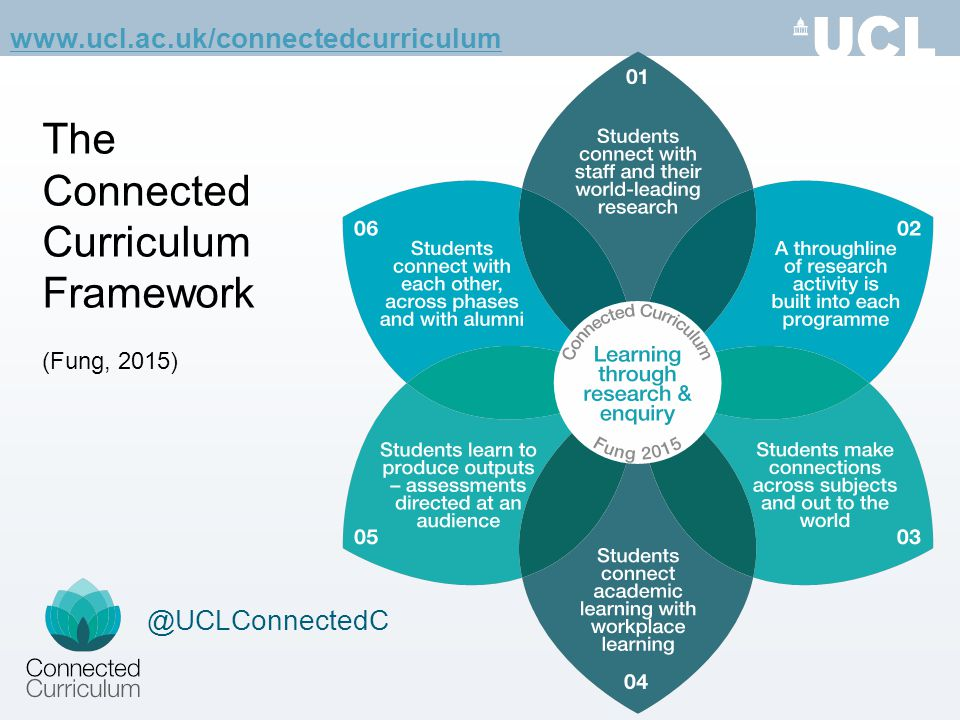 www.ucl.ac.uk/connectedcurriculum
UCL
The
Connected
Curriculum
Framework
(Fung, 2015)
01
Students
connect with
staff and their
world-leading
research
02
A throughline
of research
activity is
built into each
programme
Students make
connections
across subjects
and out to the
world
03
Students
connect
academic
learning with
workplace
learning
04
Students learn to
produce outputs
– assessments
directed at an
audience
05
06
Students
connect with
each other,
across phases
and with alumni
Connected Curriculum
Learning
through
research &
enquiry
Fung 2015
@UCLConnectedC
Connected
Curriculum